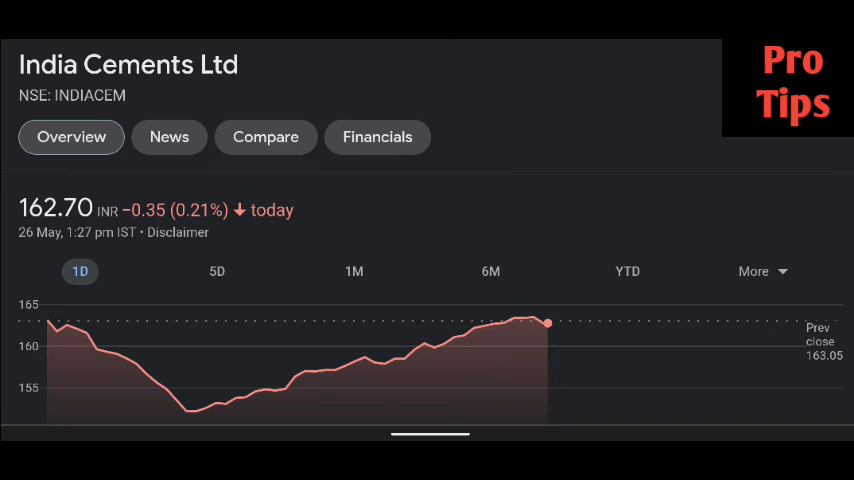 India Cements Ltd
NSE: INDIACEM
Pro
Tips
Overview News Compare Financials
162.70 INR −0.35 (0.21%) ↓ today
26 May, 1:27 pm IST • Disclaimer
1D 5D 1M 6M YTD More
165
160
155
Prev
close
163.05